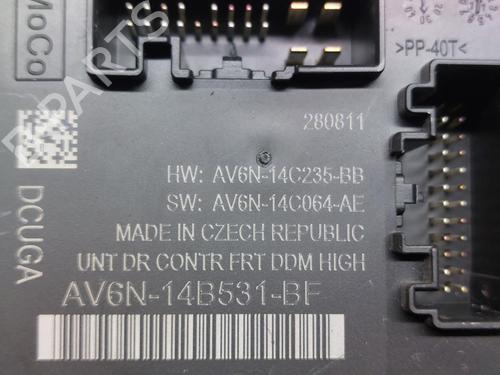 MoCo
>PP-40T<
280811
HW: AV6N-14C235-BB
SW: AV6N-14C064-AE
MADE IN CZECH REPUBLIC
UNT DR CONTR FRT DDM HIGH
AV6N-14B531-BF
DCUGA
PARTS